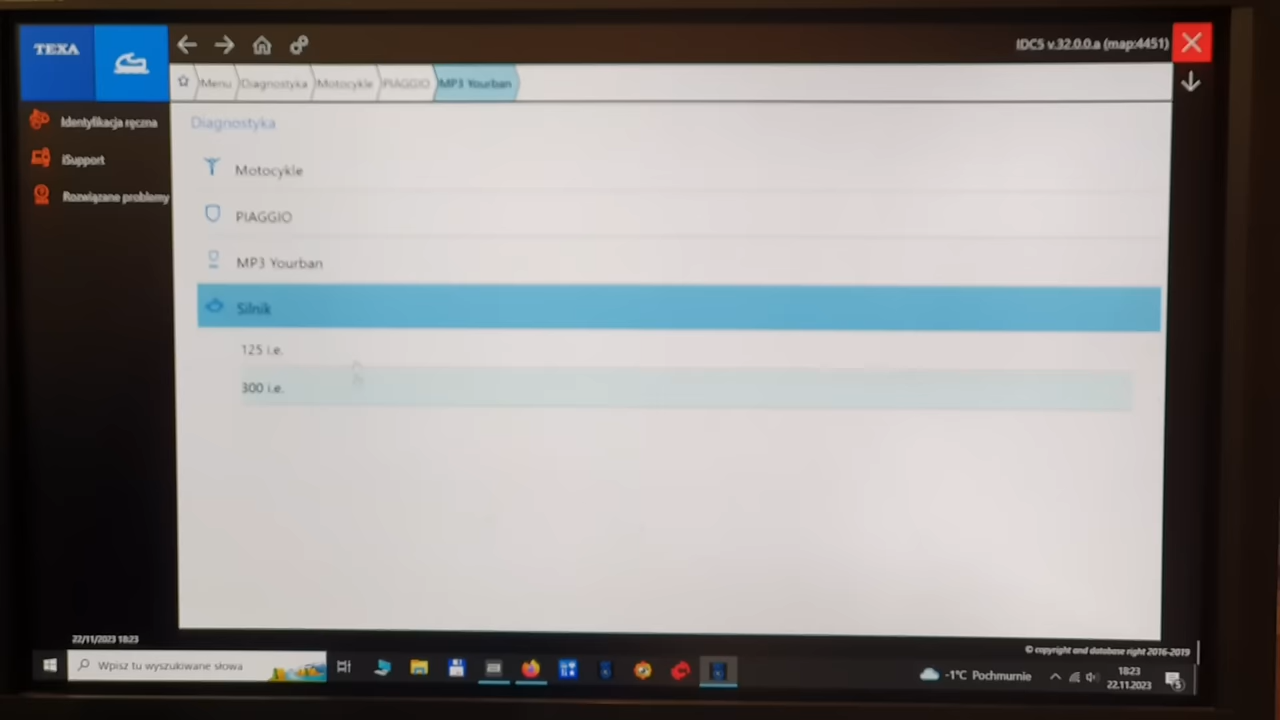 TEXA
IDC5 v.32.0.0.a (map:4451)
Menu
Diagnostyka
Motocykle
PIAGGIO
MP3 Yourban
Identyfikacja ręczna
iSupport
Rozwiązane problemy
Diagnostyka
Motocykle
PIAGGIO
MP3 Yourban
Silnik
125 i.e.
300 i.e.
22/11/2023 18:23
© copyright and database right 2016-2019
Wpisz tu wyszukiwane słowa
-1°C Pochmurnie
18:23
22.11.2023
5